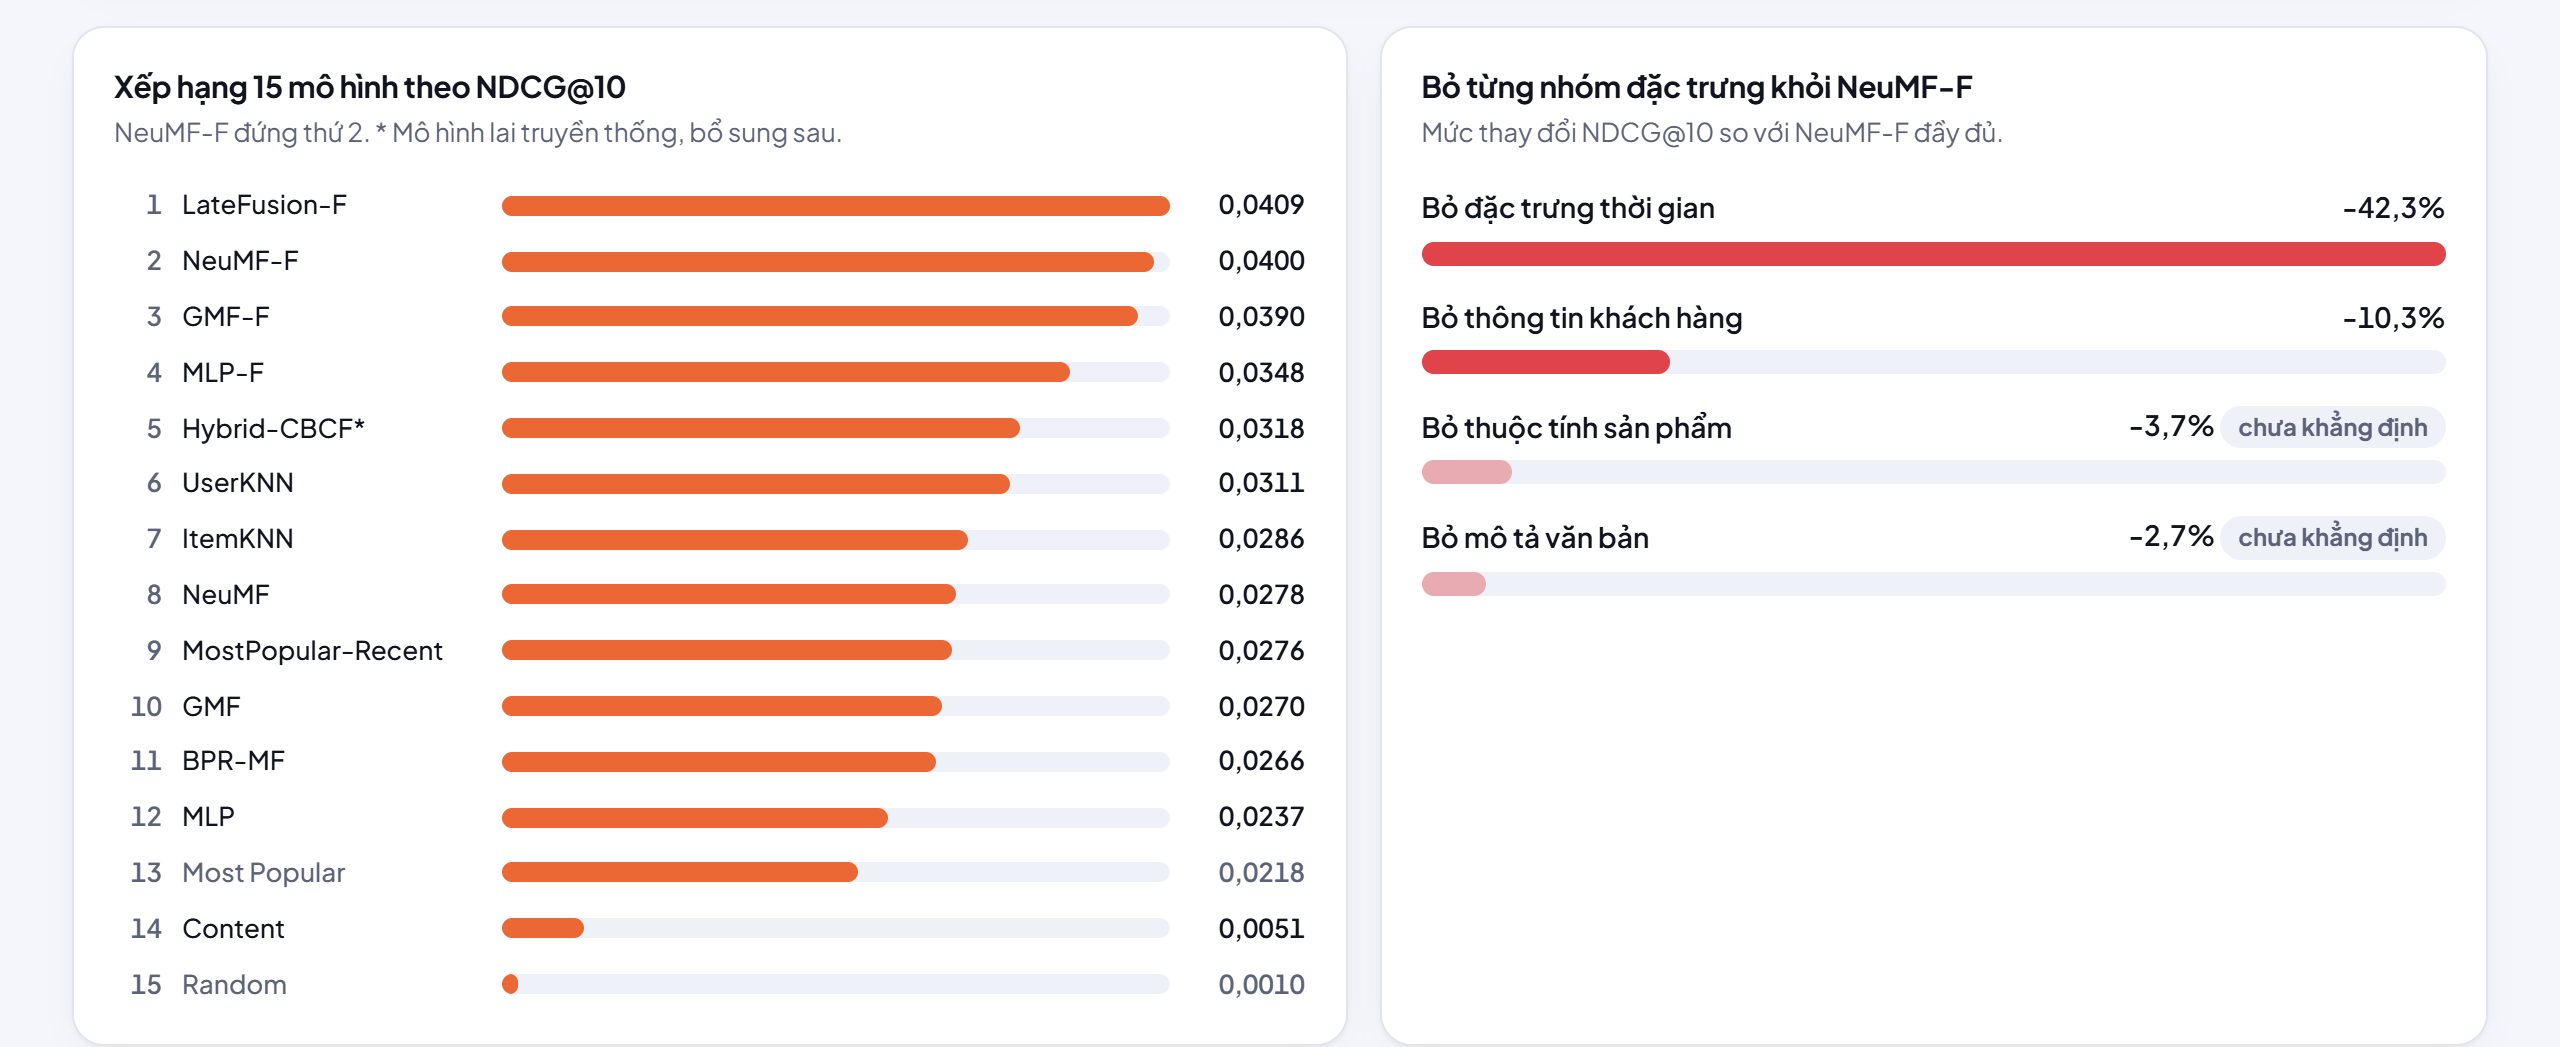 Xếp hạng 15 mô hình theo NDCG@10
NeuMF-F đứng thứ 2. * Mô hình lai truyền thống, bổ sung sau.
1 LateFusion-F 0,0409
2 NeuMF-F 0,0400
3 GMF-F 0,0390
4 MLP-F 0,0348
5 Hybrid-CBCF* 0,0318
6 UserKNN 0,0311
7 ItemKNN 0,0286
8 NeuMF 0,0278
9 MostPopular-Recent 0,0276
10 GMF 0,0270
11 BPR-MF 0,0266
12 MLP 0,0237
13 Most Popular 0,0218
14 Content 0,0051
15 Random 0,0010
Bỏ từng nhóm đặc trưng khỏi NeuMF-F
Mức thay đổi NDCG@10 so với NeuMF-F đầy đủ.
Bỏ đặc trưng thời gian -42,3%
Bỏ thông tin khách hàng -10,3%
Bỏ thuộc tính sản phẩm -3,7% chưa khẳng định
Bỏ mô tả văn bản -2,7% chưa khẳng định